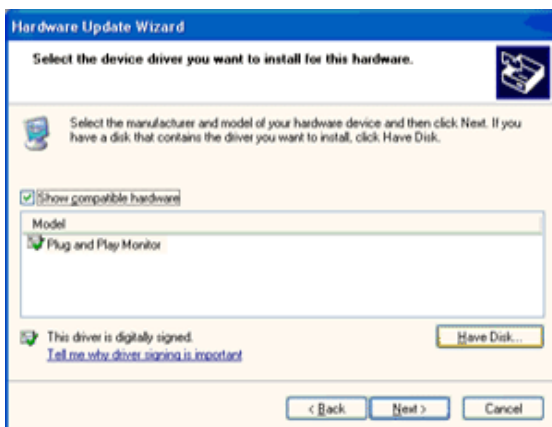 Hardware Update Wizard
Select the device driver you want to install for this hardware.
Select the manufacturer and model of your hardware device and then click Next. If you
have a disk that contains the driver you want to install, click Have Disk.
Show compatible hardware
Model
Plug and Play Monitor
This driver is digitally signed.
Tell me why driver signing is important
Have Disk...
< Back
Next >
Cancel